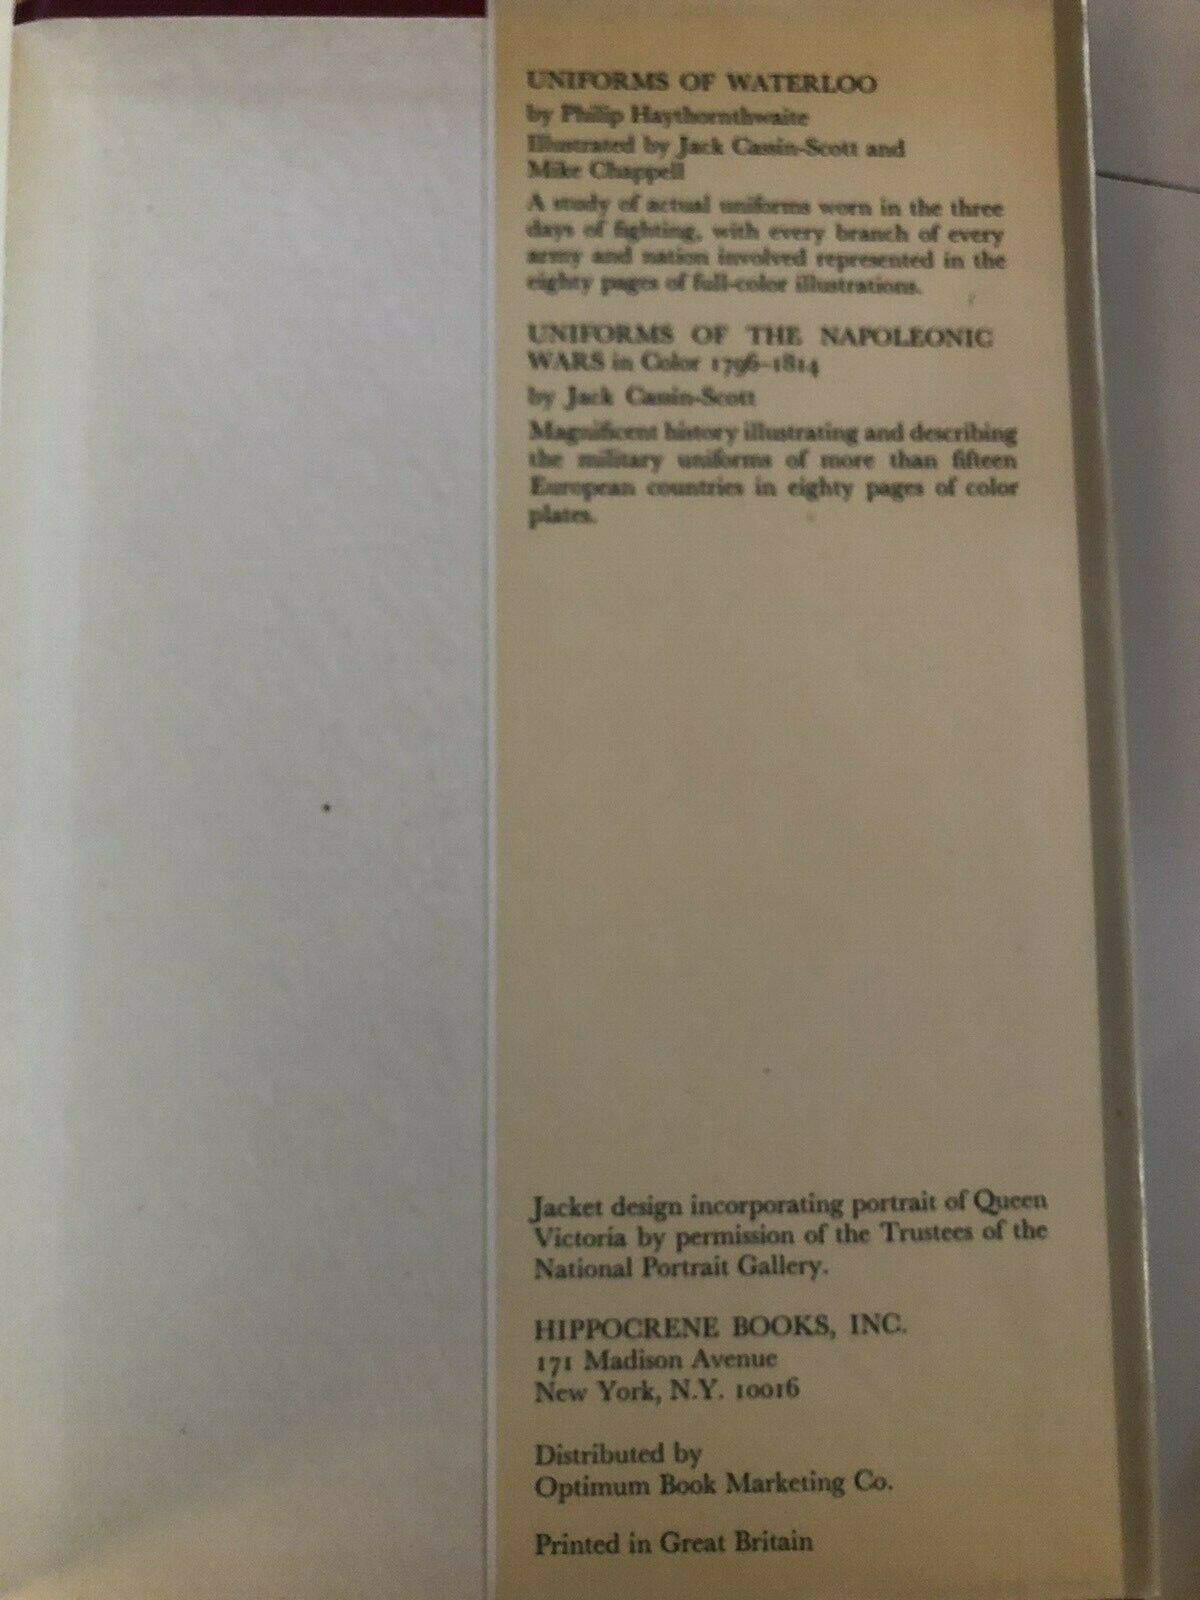 UNIFORMS OF WATERLOO
by Philip Haythornthwaite
Illustrated by Jack Cassin-Scott and
Mike Chappell
A study of actual uniforms worn in the three
days of fighting, with every branch of every
army and nation involved represented in the
eighty pages of full-color illustrations.
UNIFORMS OF THE NAPOLEONIC
WARS in Color 1796–1814
by Jack Cassin-Scott
Magnificent history illustrating and describing
the military uniforms of more than fifteen
European countries in eighty pages of color
plates.
Jacket design incorporating portrait of Queen
Victoria by permission of the Trustees of the
National Portrait Gallery.
HIPPOCRENE BOOKS, INC.
171 Madison Avenue
New York, N.Y. 10016
Distributed by
Optimum Book Marketing Co.
Printed in Great Britain